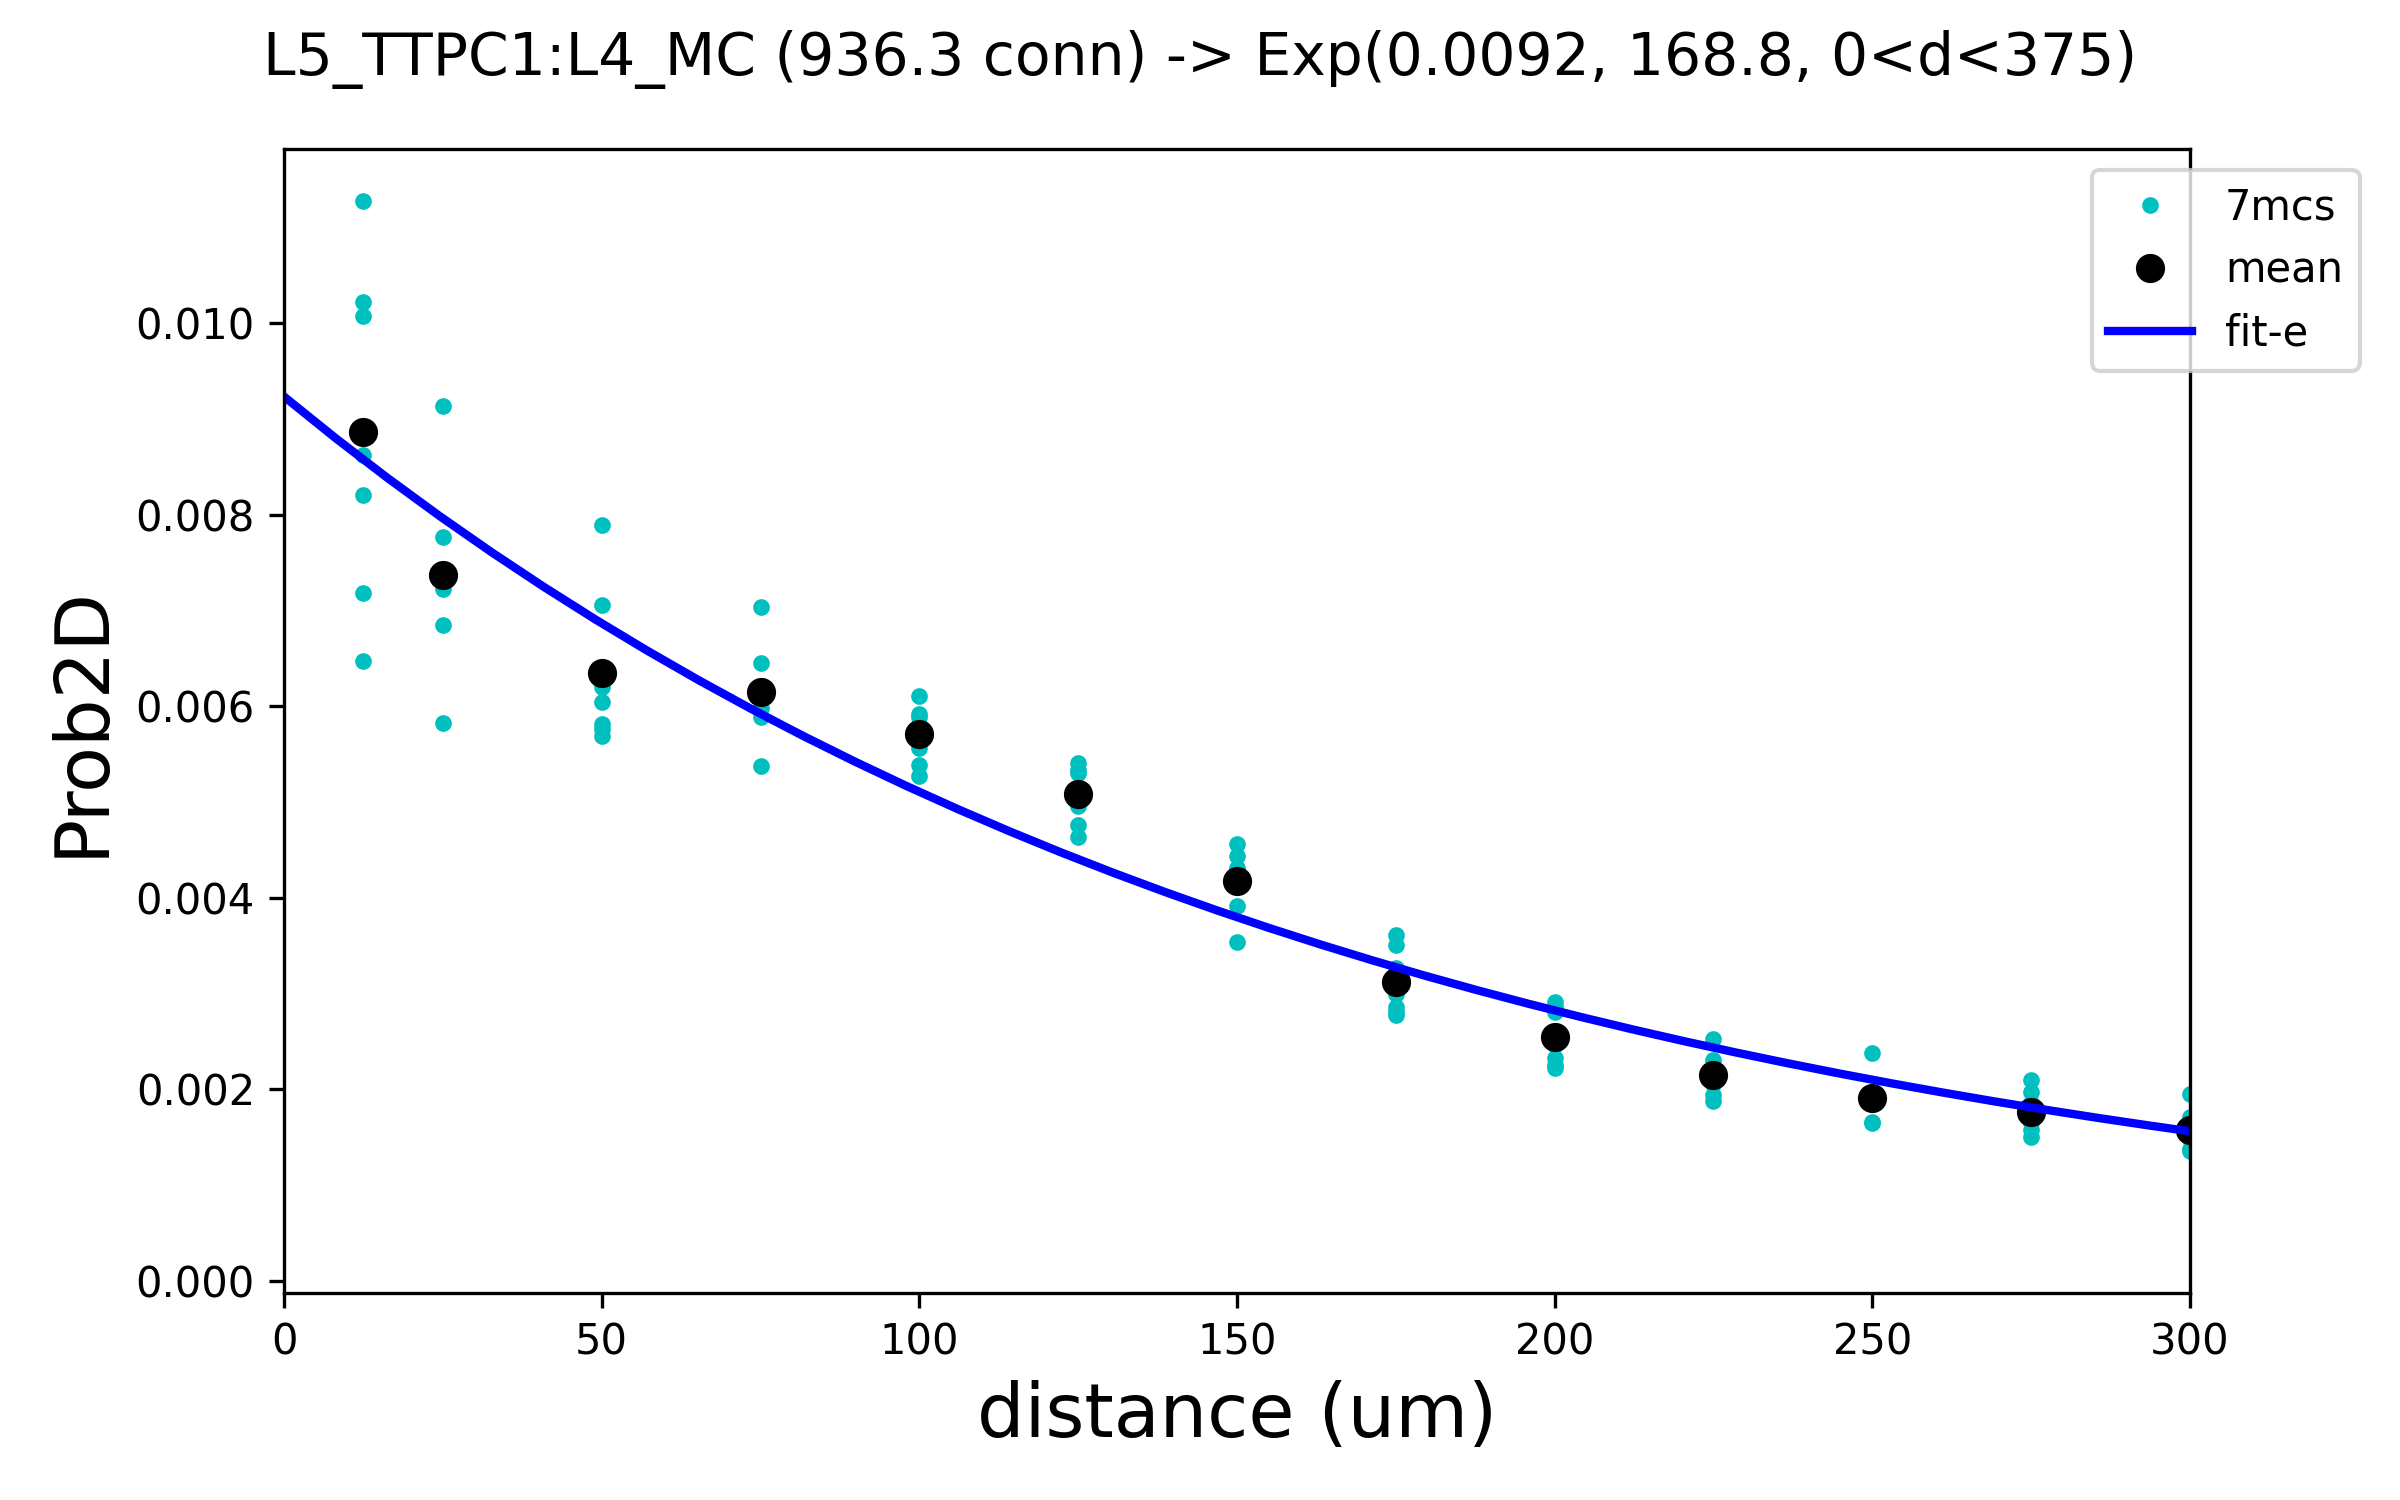 L5_TTPC1:L4_MC (936.3 conn) -> Exp(0.0092, 168.8, 0<d<375)
7mcs
mean
fit-e
Prob2D
0.010
0.008
0.006
0.004
0.002
0.000
0 50 100 150 200 250 300
distance (um)